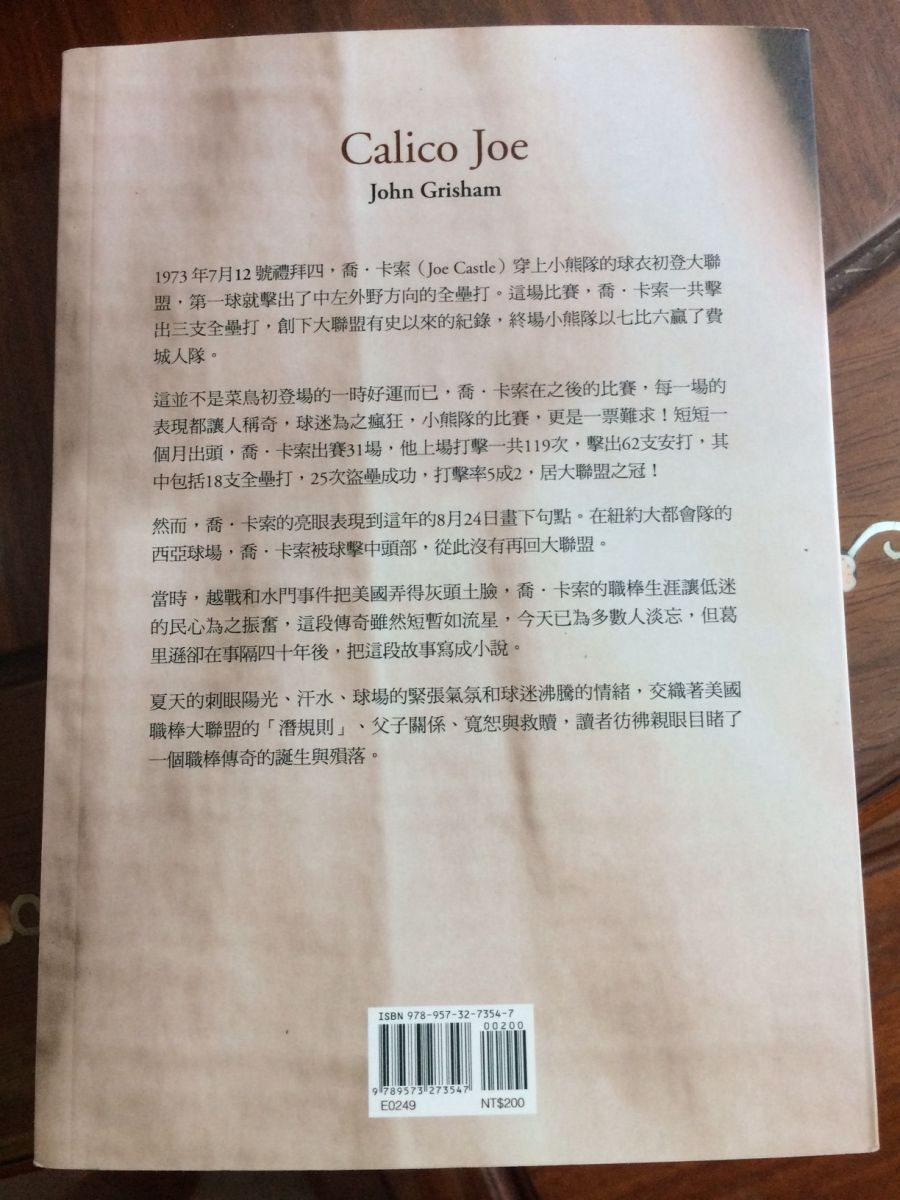 Calico Joe
John Grisham
1973年7月12號禮拜四，喬．卡索（Joe Castle）穿上小熊隊的球衣初登大聯
盟，第一球就擊出了中左外野方向的全壘打。這場比賽，喬．卡索一共擊
出三支全壘打，創下大聯盟有史以來的紀錄，終場小熊隊以七比六贏了費
城人隊。
這並不是菜鳥初登場的一時好運而已，喬．卡索在之後的比賽，每一場的
表現都讓人稱奇，球迷為之瘋狂，小熊隊的比賽，更是一票難求！短短一
個月出頭，喬．卡索出賽31場，他上場打擊一共119次，擊出62支安打，其
中包括18支全壘打，25次盜壘成功，打擊率5成2，居大聯盟之冠！
然而，喬．卡索的亮眼表現到這年的8月24日畫下句點。在紐約大都會隊的
西亞球場，喬．卡索被球擊中頭部，從此沒有再回大聯盟。
當時，越戰和水門事件把美國弄得灰頭土臉，喬．卡索的職棒生涯讓低迷
的民心為之振奮，這段傳奇雖然短暫如流星，今天已為多數人淡忘，但葛
里遜卻在事隔四十年後，把這段故事寫成小說。
夏天的刺眼陽光、汗水、球場的緊張氣氛和球迷沸騰的情緒，交織著美國
職棒大聯盟的「潛規則」、父子關係、寬恕與救贖，讀者彷彿親眼目睹了
一個職棒傳奇的誕生與殞落。
ISBN 978-957-32-7354-7
00200
9 789573 273547
E0249 NT$200